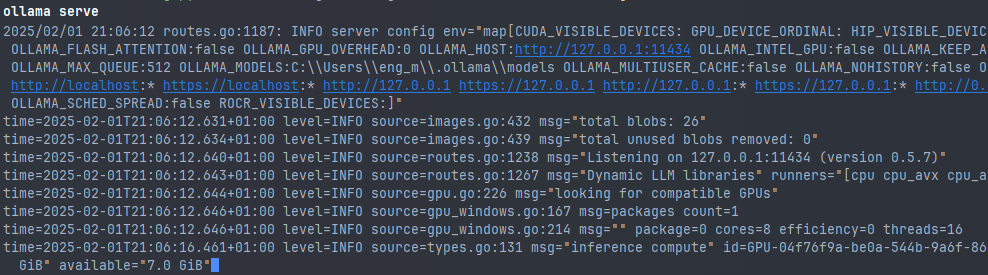 ollama serve
2025/02/01 21:06:12 routes.go:1187: INFO server config env="map[CUDA_VISIBLE_DEVICES: GPU_DEVICE_ORDINAL: HIP_VISIBLE_DEVIC
OLLAMA_FLASH_ATTENTION:false OLLAMA_GPU_OVERHEAD:0 OLLAMA_HOST:http://127.0.0.1:11434 OLLAMA_INTEL_GPU:false OLLAMA_KEEP_A
OLLAMA_MAX_QUEUE:512 OLLAMA_MODELS:C:\\Users\\eng_m\\.ollama\\models OLLAMA_MULTIUSER_CACHE:false OLLAMA_NOHISTORY:false O
http://localhost:* https://localhost:* http://127.0.0.1 https://127.0.0.1 http://127.0.0.1:* https://127.0.0.1:* http://0.
OLLAMA_SCHED_SPREAD:false ROCR_VISIBLE_DEVICES:]"
time=2025-02-01T21:06:12.631+01:00 level=INFO source=images.go:432 msg="total blobs: 26"
time=2025-02-01T21:06:12.634+01:00 level=INFO source=images.go:439 msg="total unused blobs removed: 0"
time=2025-02-01T21:06:12.640+01:00 level=INFO source=routes.go:1238 msg="Listening on 127.0.0.1:11434 (version 0.5.7)"
time=2025-02-01T21:06:12.643+01:00 level=INFO source=routes.go:1267 msg="Dynamic LLM libraries" runners="[cpu cpu_avx cpu_a
time=2025-02-01T21:06:12.644+01:00 level=INFO source=gpu.go:226 msg="looking for compatible GPUs"
time=2025-02-01T21:06:12.646+01:00 level=INFO source=gpu_windows.go:167 msg=packages count=1
time=2025-02-01T21:06:12.646+01:00 level=INFO source=gpu_windows.go:214 msg="" package=0 cores=8 efficiency=0 threads=16
time=2025-02-01T21:06:16.461+01:00 level=INFO source=types.go:131 msg="inference compute" id=GPU-04f76f9a-be0a-544b-9a6f-86
GiB" available="7.0 GiB"